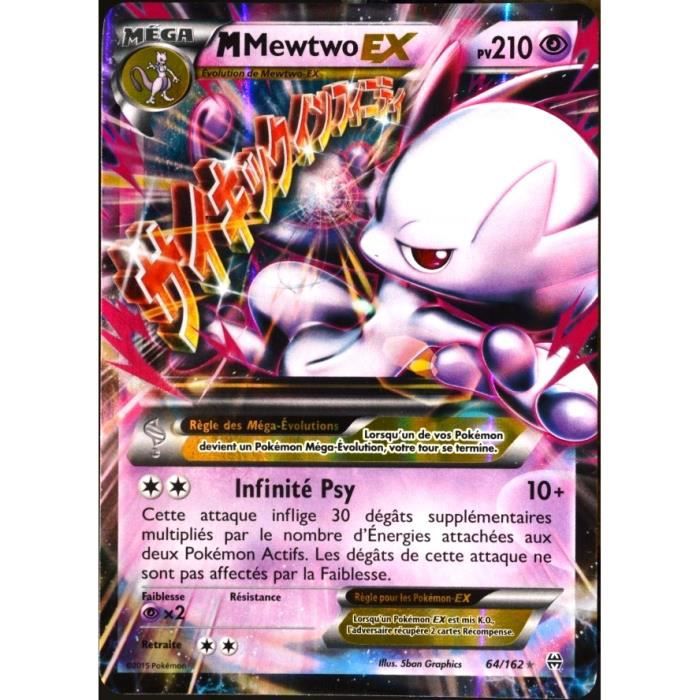 MÉGA
M Mewtwo EX
PV210
Évolution de Mewtwo-EX
サイキックインフィニティ
Règle des Méga-Évolutions
Lorsqu'un de vos Pokémon
devient un Pokémon Méga-Évolution, votre tour se termine.
Infinité Psy 10+
Cette attaque inflige 30 dégâts supplémentaires
multipliés par le nombre d'Énergies attachées aux
deux Pokémon Actifs. Les dégâts de cette attaque ne
sont pas affectés par la Faiblesse.
Faiblesse
Résistance
×2
Règle pour les Pokémon-EX
Lorsqu'un Pokémon EX est mis K.O.,
l'adversaire récupère 2 cartes Récompense.
Retraite
©2015 Pokémon
Illus. 5ban Graphics
64/162 ★